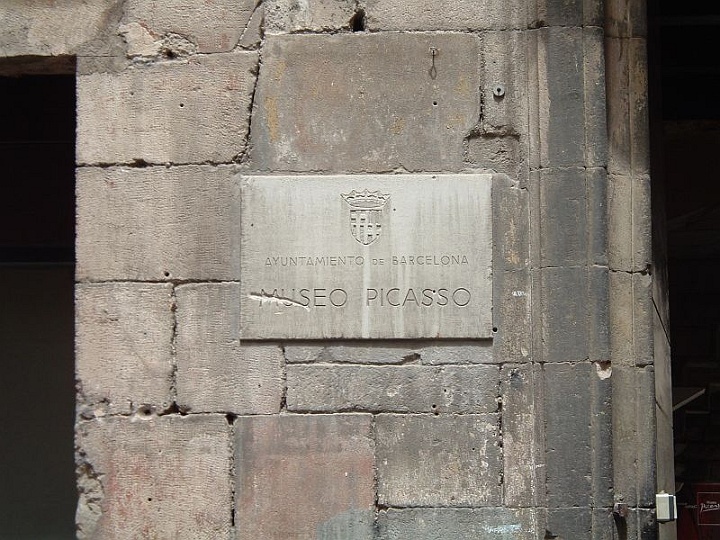 AYUNTAMIENTO DE BARCELONA
MUSEO PICASSO